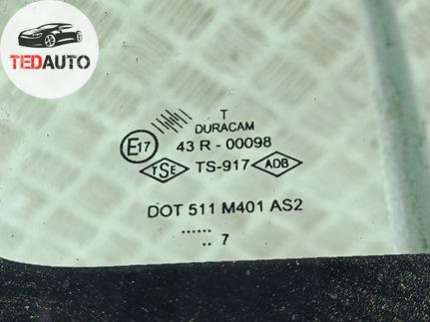 TEDAUTO
T
DURACAM
E17
43 R - 00098
TSE TS-917 ADB
DOT 511 M401 AS2
......
.. 7